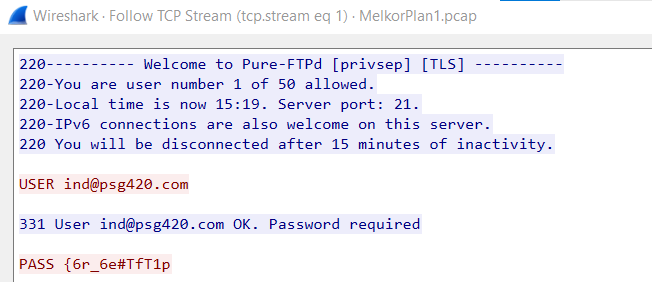 Wireshark · Follow TCP Stream (tcp.stream eq 1) · MelkorPlan1.pcap
220---------- Welcome to Pure-FTPd [privsep] [TLS] ----------
220-You are user number 1 of 50 allowed.
220-Local time is now 15:19. Server port: 21.
220-IPv6 connections are also welcome on this server.
220 You will be disconnected after 15 minutes of inactivity.
USER ind@psg420.com
331 User ind@psg420.com OK. Password required
PASS {6r_6e#TfT1p